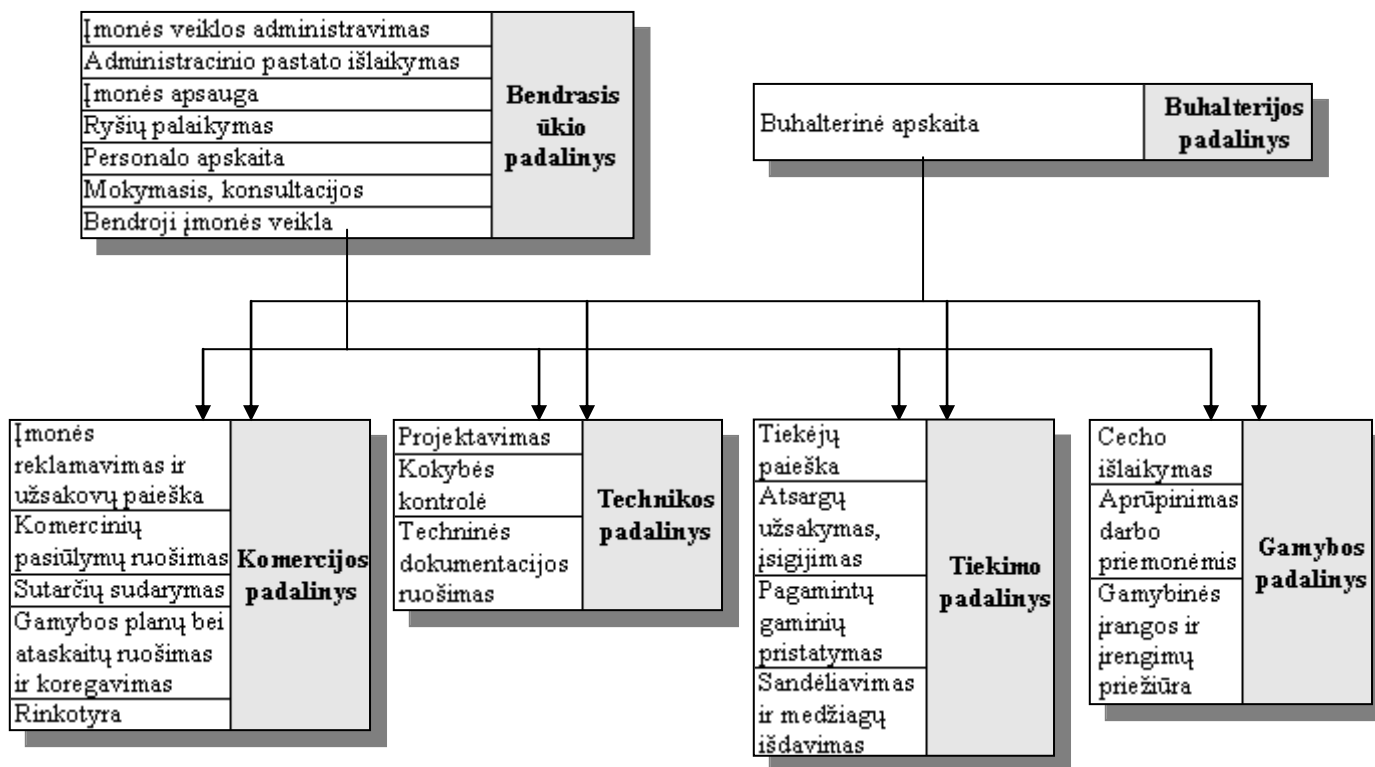 Įmonės veiklos administravimas
Administracinio pastato išlaikymas
Įmonės apsauga
Ryšių palaikymas
Personalo apskaita
Mokymasis, konsultacijos
Bendroji įmonės veikla
Bendrasis
ūkio
padalinys
Buhalterinė apskaita
Buhalterijos
padalinys
Įmonės
reklamavimas ir
užsakovų paieška
Komercinių
pasiūlymų ruošimas
Sutarčių sudarymas
Gamybos planų bei
ataskaitų ruošimas
ir koregavimas
Rinkotyra
Komercijos
padalinys
Projektavimas
Kokybės
kontrolė
Techninės
dokumentacijos
ruošimas
Technikos
padalinys
Tiekėjų
paieška
Atsargų
užsakymas,
įsigijimas
Pagamintų
gaminių
pristatymas
Sandėliavimas
ir medžiagų
išdavimas
Tiekimo
padalinys
Cecho
išlaikymas
Aprūpinimas
darbo
priemonėmis
Gamybinės
įrangos ir
įrengimų
priežiūra
Gamybos
padalinys